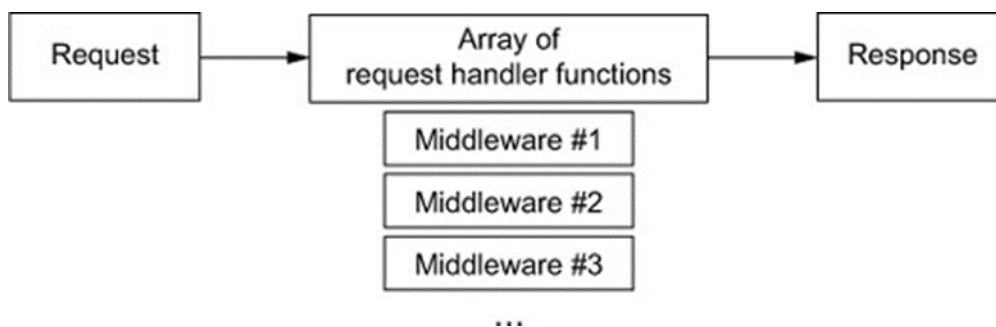 Request
Array of
request handler functions
Response
Middleware #1
Middleware #2
Middleware #3
...